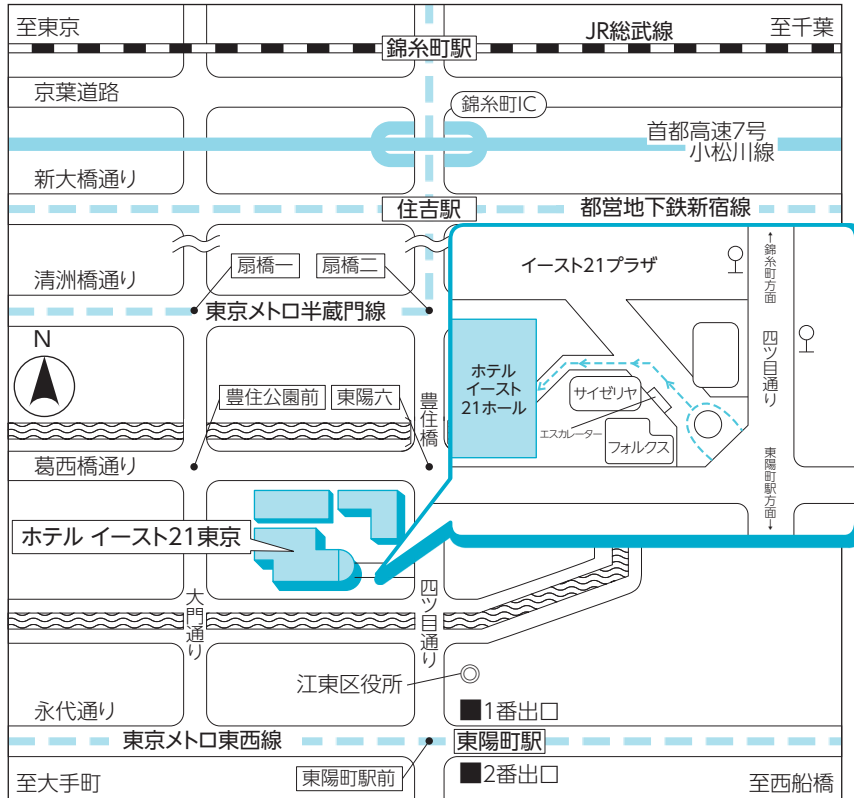 至東京
JR総武線
至千葉
錦糸町駅
京葉道路
錦糸町IC
首都高速7号
小松川線
新大橋通り
住吉駅
都営地下鉄新宿線
清洲橋通り
扇橋一
扇橋二
東京メトロ半蔵門線
イースト21プラザ
←錦糸町方面
四ツ目通り
東陽町駅方面→
ホテル
イースト
21ホール
サイゼリヤ
エスカレーター
フォルクス
N
豊住公園前
東陽六
豊住橋
葛西橋通り
ホテル イースト21東京
大門通り
四ツ目通り
江東区役所
永代通り
1番出口
東京メトロ東西線
東陽町駅
至大手町
東陽町駅前
2番出口
至西船橋